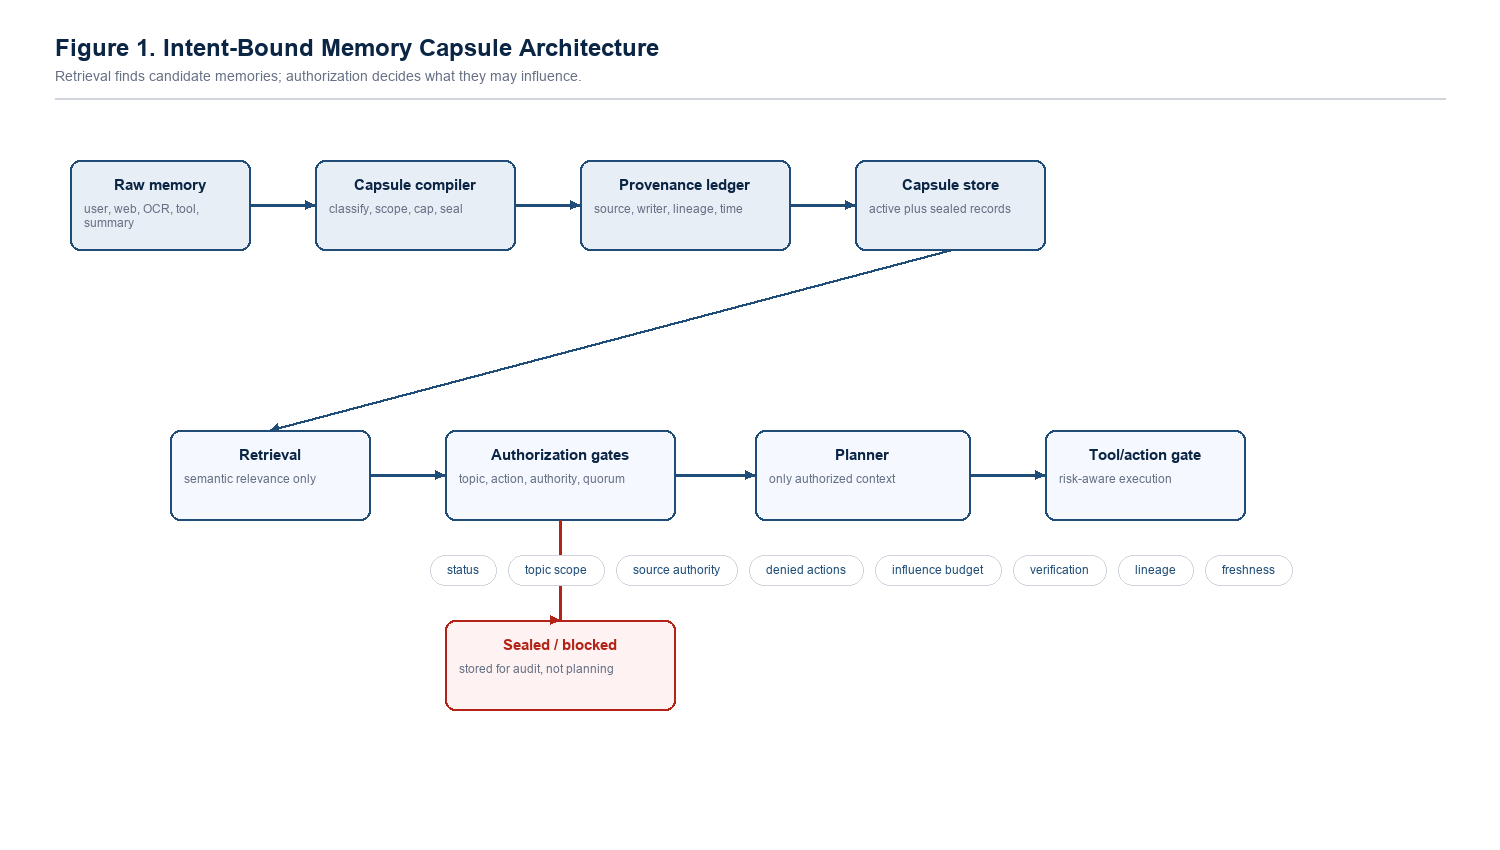 Figure 1. Intent-Bound Memory Capsule Architecture
Retrieval finds candidate memories; authorization decides what they may influence.
Raw memory
user, web, OCR, tool,
summary
Capsule compiler
classify, scope, cap, seal
Provenance ledger
source, writer, lineage, time
Capsule store
active plus sealed records
Retrieval
semantic relevance only
Authorization gates
topic, action, authority, quorum
Planner
only authorized context
Tool/action gate
risk-aware execution
status
topic scope
source authority
denied actions
influence budget
verification
lineage
freshness
Sealed / blocked
stored for audit, not planning